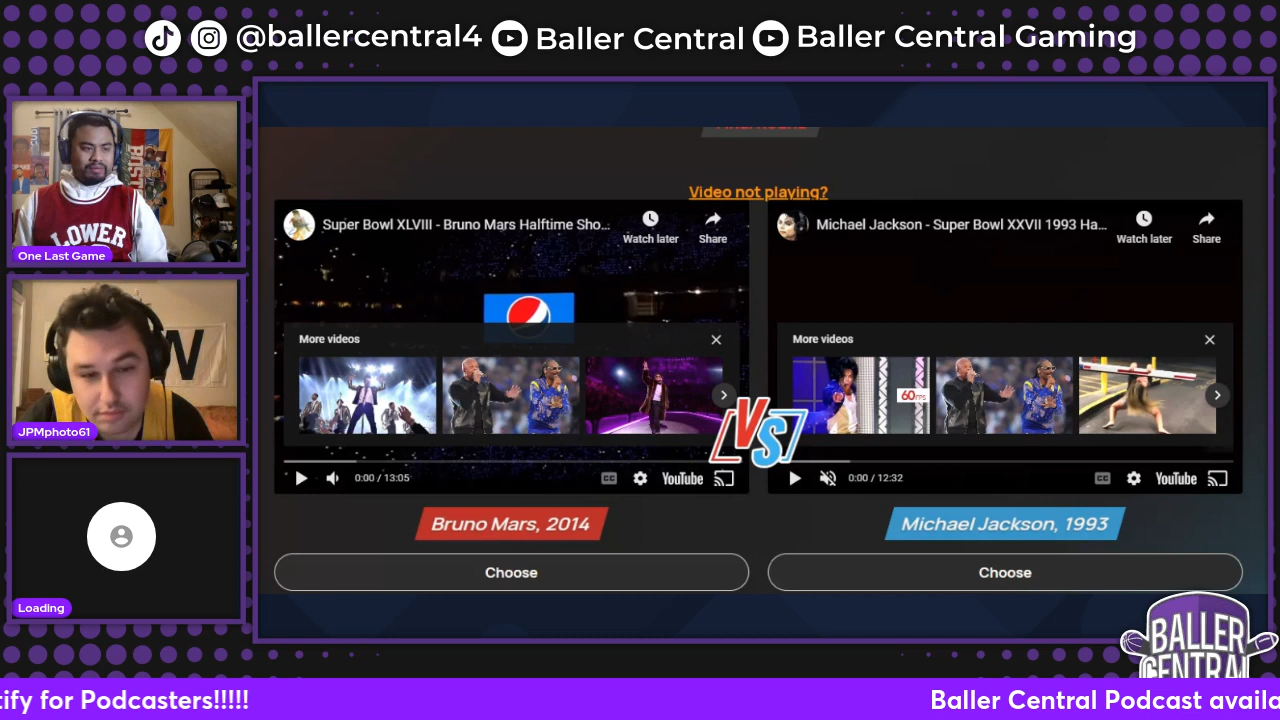 @ballercentral4 Baller Central Baller Central Gaming
One Last Game
LOWER
JPMphoto61
W
Loading
Video not playing?
Super Bowl XLVIII - Bruno Mars Halftime Sho...
Watch later
Share
More videos
0:00 / 13:05
CC
YouTube
Michael Jackson - Super Bowl XXVII 1993 Ha...
Watch later
Share
More videos
60FPS
0:00 / 12:32
CC
YouTube
VS
Bruno Mars, 2014
Michael Jackson, 1993
Choose
Choose
BALLER
CENTRAL
tify for Podcasters!!!!!
Baller Central Podcast availa